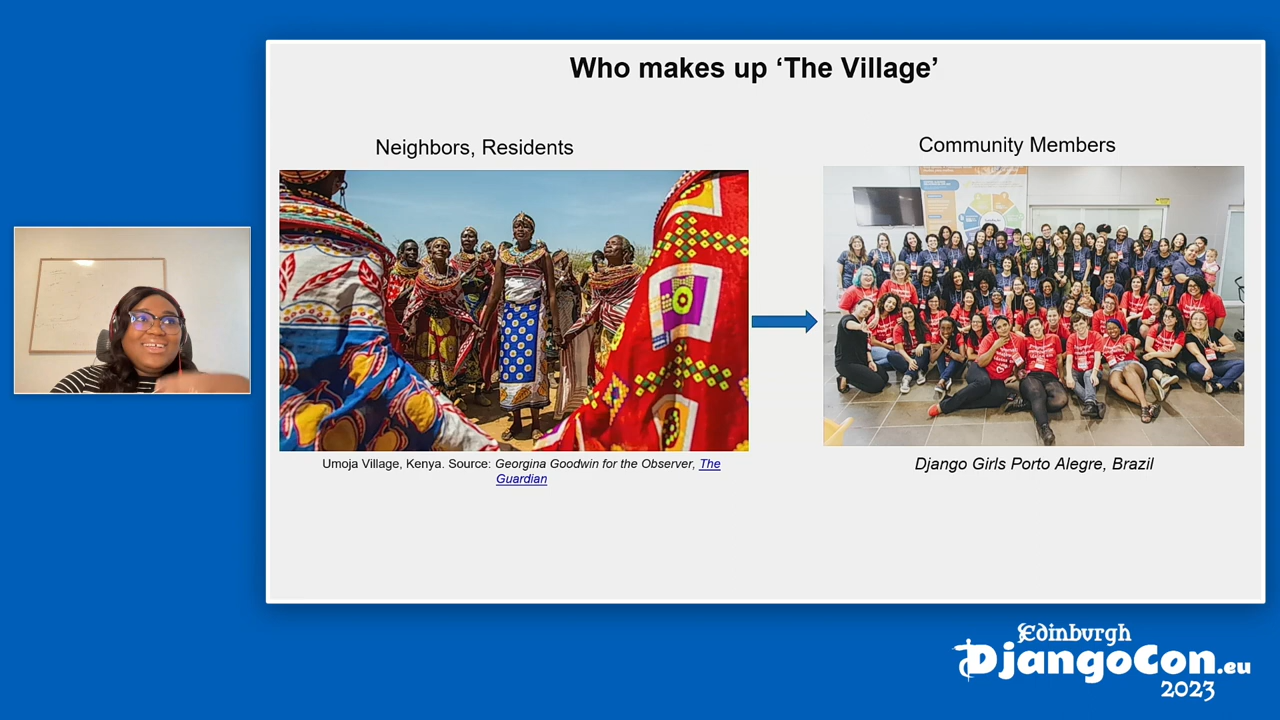 Who makes up ‘The Village’
Neighbors, Residents
Community Members
Umoja Village, Kenya. Source: Georgina Goodwin for the Observer, The
Guardian
Django Girls Porto Alegre, Brazil
Edinburgh
DjangoCon.eu
2023